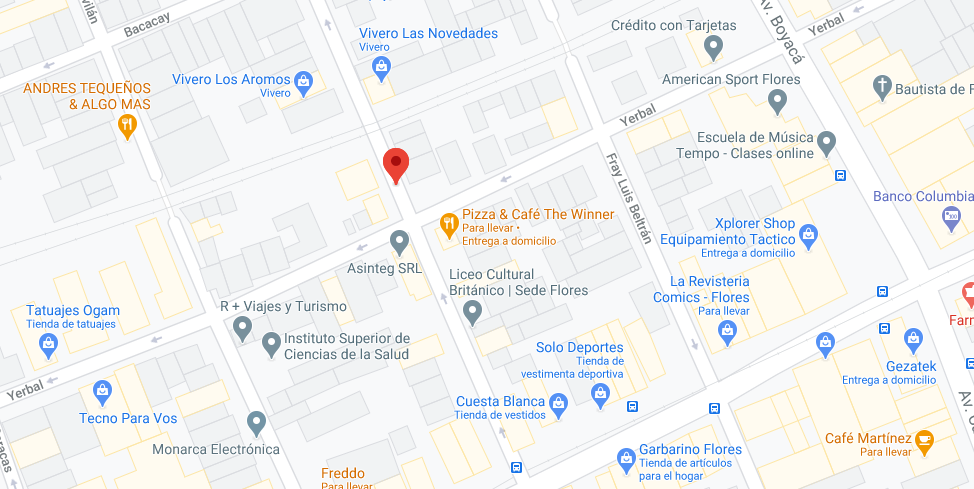 Bacacay
Vivero Las Novedades
Vivero
Crédito con Tarjetas
Av. Boyacá
Yerbal
ANDRES TEQUEÑOS
& ALGO MAS
Vivero Los Aromos
Vivero
American Sport Flores
Bautista de F
Yerbal
Escuela de Música
Tempo - Clases online
Fray Luis Beltrán
Banco Columbia
Pizza & Café The Winner
Para llevar •
Entrega a domicilio
Xplorer Shop
Equipamiento Tactico
Entrega a domicilio
Asinteg SRL
Liceo Cultural
Británico | Sede Flores
La Revisteria
Comics - Flores
Para llevar
Farr
Tatuajes Ogam
Tienda de tatuajes
R + Viajes y Turismo
Instituto Superior de
Ciencias de la Salud
Solo Deportes
Tienda de
vestimenta deportiva
Gezatek
Entrega a domicilio
Yerbal
Tecno Para Vos
Cuesta Blanca
Tienda de vestidos
Av.
Monarca Electrónica
Café Martínez
Para llevar
Garbarino Flores
Tienda de artículos
para el hogar
Freddo
Para llevar